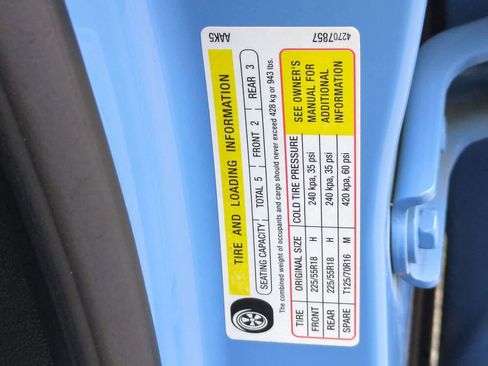 AAK5
42707857
TIRE AND LOADING INFORMATION
SEATING CAPACITY TOTAL 5 FRONT 2 REAR 3
The combined weight of occupants and cargo should never exceed 428 kg or 943 lbs.
TIRE ORIGINAL SIZE COLD TIRE PRESSURE
FRONT 225/55R18 H 240 kpa, 35 psi
REAR 225/55R18 H 240 kpa, 35 psi
SPARE T125/70R16 M 420 kpa, 60 psi
SEE OWNER'S
MANUAL FOR
ADDITIONAL
INFORMATION